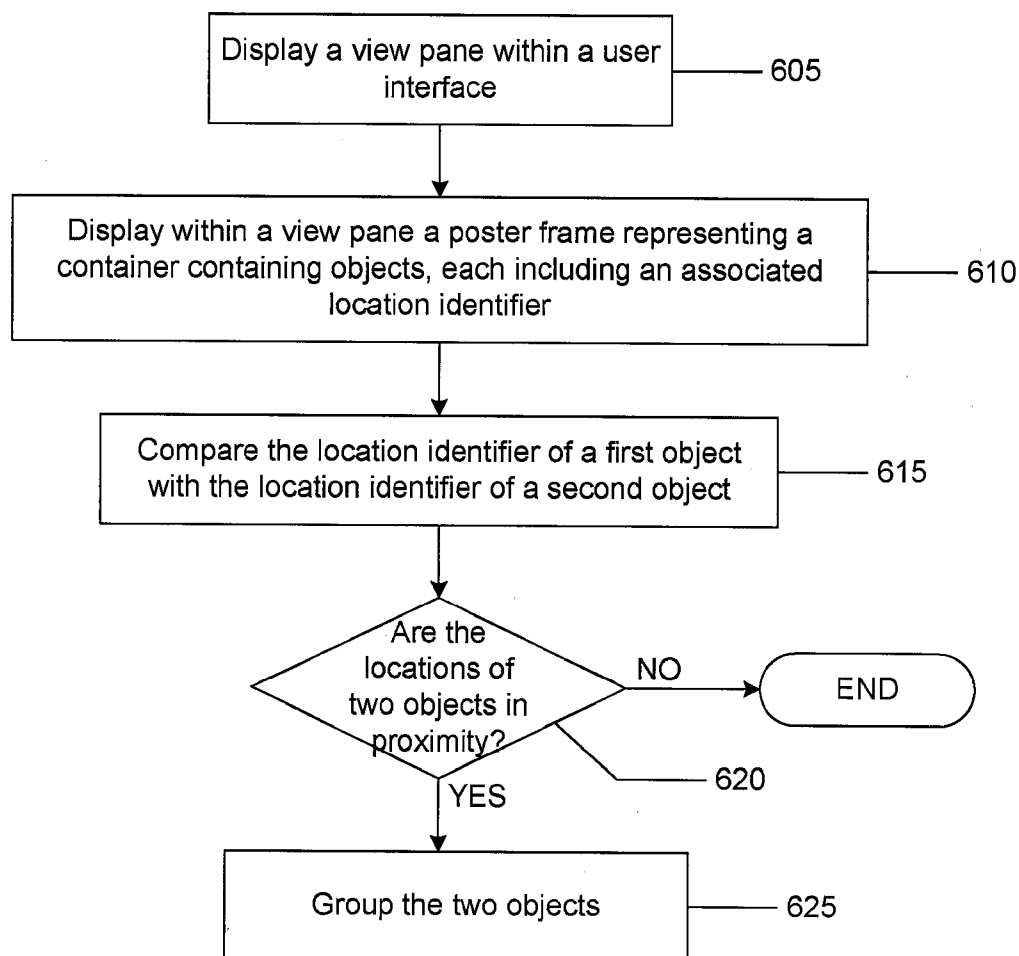 Display a view pane within a user
interface
605
Display within a view pane a poster frame representing a
container containing objects, each including an associated
location identifier
610
Compare the location identifier of a first object
with the location identifier of a second object
615
Are the
locations of
two objects in
proximity?
NO
END
620
YES
Group the two objects
625